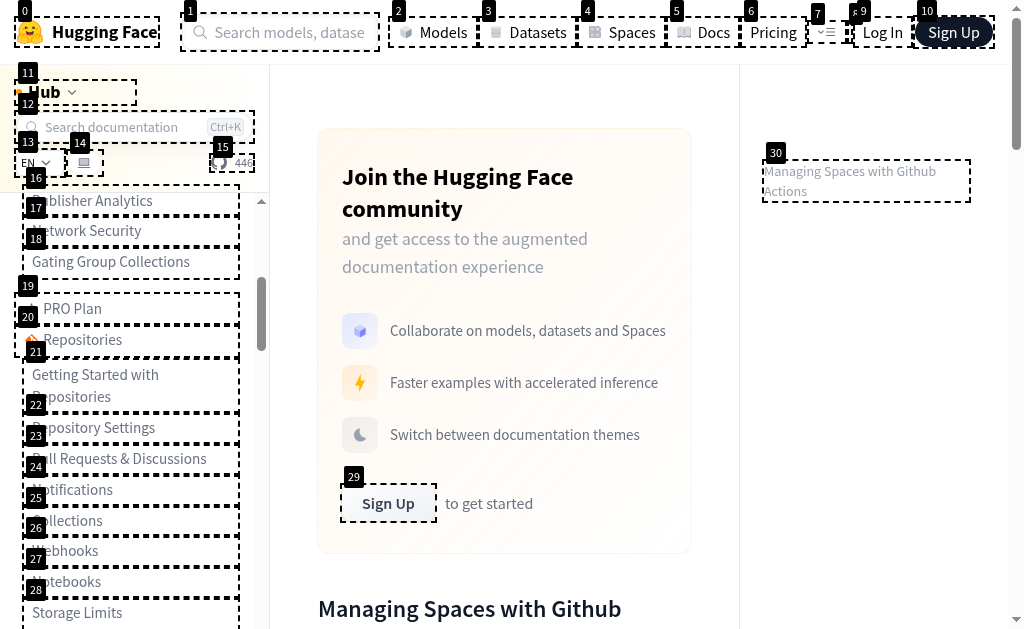 0 1 2 3 4 5 6 7 8 9 10
Hugging Face
Search models, datase
Models
Datasets
Spaces
Docs
Pricing
Log In
Sign Up
11
Hub
12
Search documentation
Ctrl+K
13 14 15
EN
446
16
Publisher Analytics
17
Network Security
18
Gating Group Collections
19
PRO Plan
20
Repositories
21
Getting Started with
Repositories
22
Repository Settings
23
Pull Requests & Discussions
24
Notifications
25
Collections
26
Webhooks
27
Notebooks
28
Storage Limits
Join the Hugging Face
community
and get access to the augmented
documentation experience
Collaborate on models, datasets and Spaces
Faster examples with accelerated inference
Switch between documentation themes
29
Sign Up
to get started
Managing Spaces with Github
30
Managing Spaces with Github
Actions